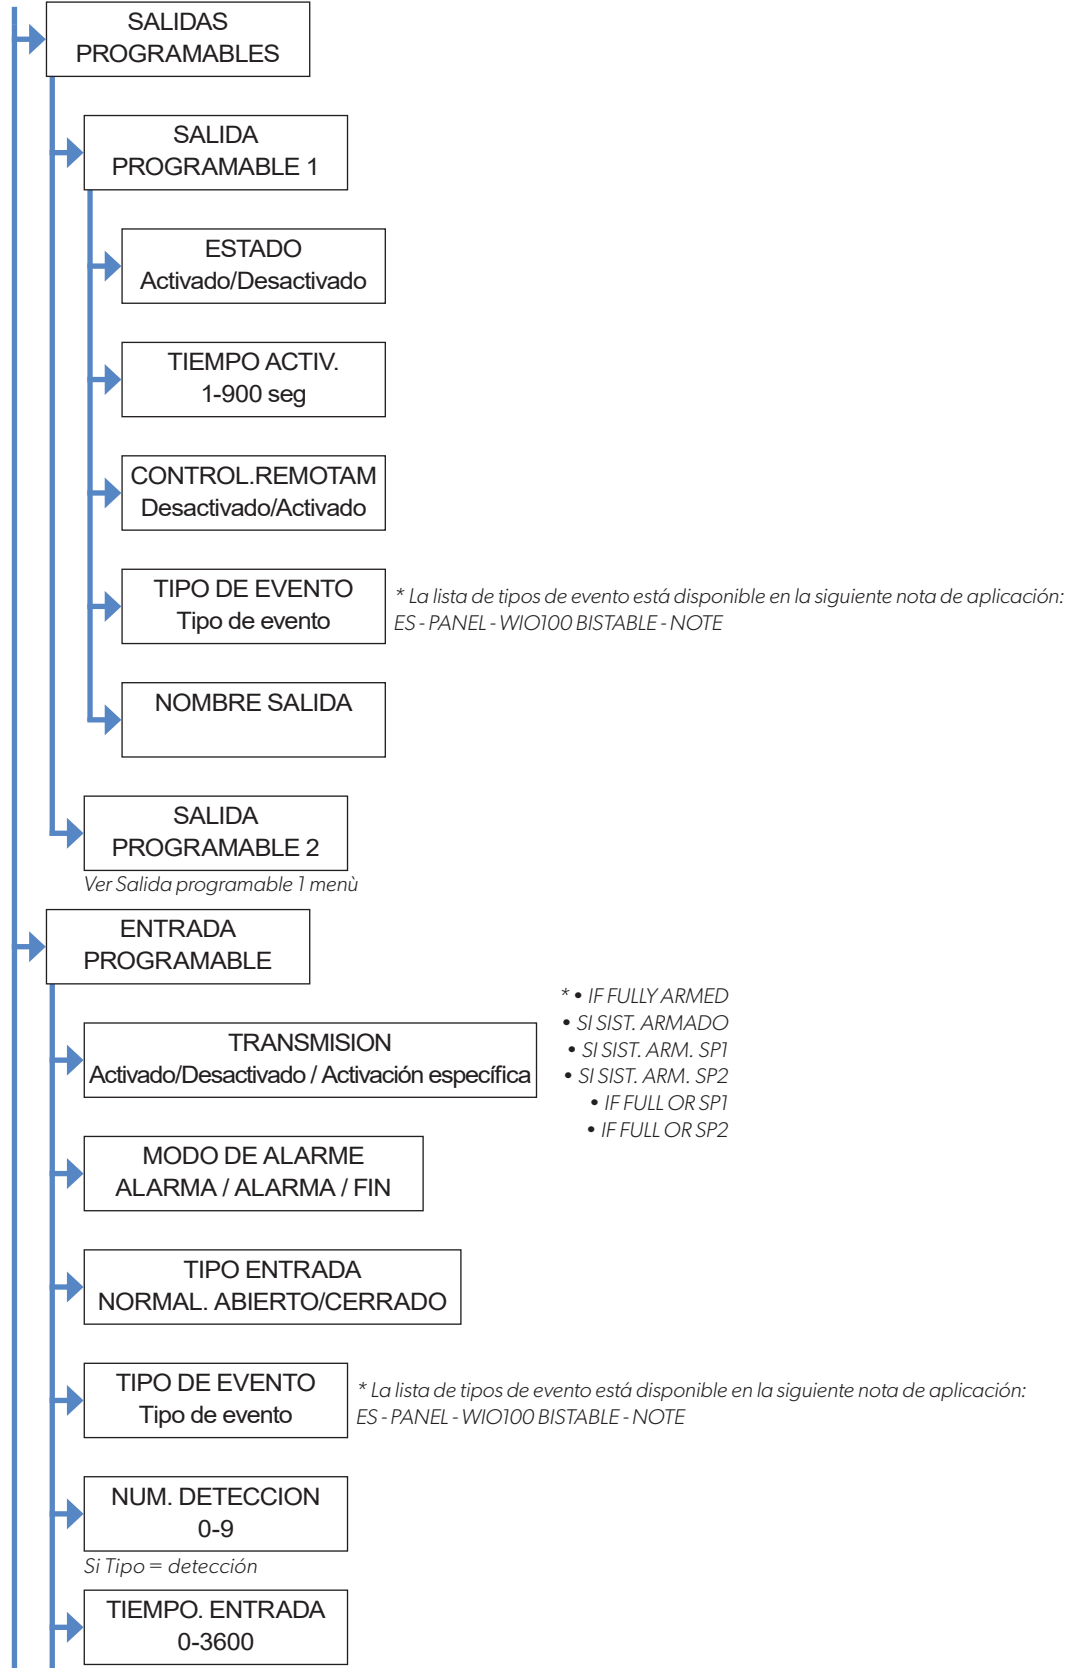 SALIDAS
PROGRAMABLES
SALIDA
PROGRAMABLE 1
ESTADO
Activado/Desactivado
TIEMPO ACTIV.
1-900 seg
CONTROL.REMOTAM
Desactivado/Activado
TIPO DE EVENTO
Tipo de evento
* La lista de tipos de evento está disponible en la siguiente nota de aplicación:
ES - PANEL - WIO100 BISTABLE - NOTE
NOMBRE SALIDA
SALIDA
PROGRAMABLE 2
Ver Salida programable 1 menù
ENTRADA
PROGRAMABLE
TRANSMISION
Activado/Desactivado / Activación específica
* • IF FULLY ARMED
• SI SIST. ARMADO
• SI SIST. ARM. SP1
• SI SIST. ARM. SP2
• IF FULL OR SP1
• IF FULL OR SP2
MODO DE ALARME
ALARMA / ALARMA / FIN
TIPO ENTRADA
NORMAL. ABIERTO/CERRADO
TIPO DE EVENTO
Tipo de evento
* La lista de tipos de evento está disponible en la siguiente nota de aplicación:
ES - PANEL - WIO100 BISTABLE - NOTE
NUM. DETECCION
0-9
Si Tipo = detección
TIEMPO. ENTRADA
0-3600